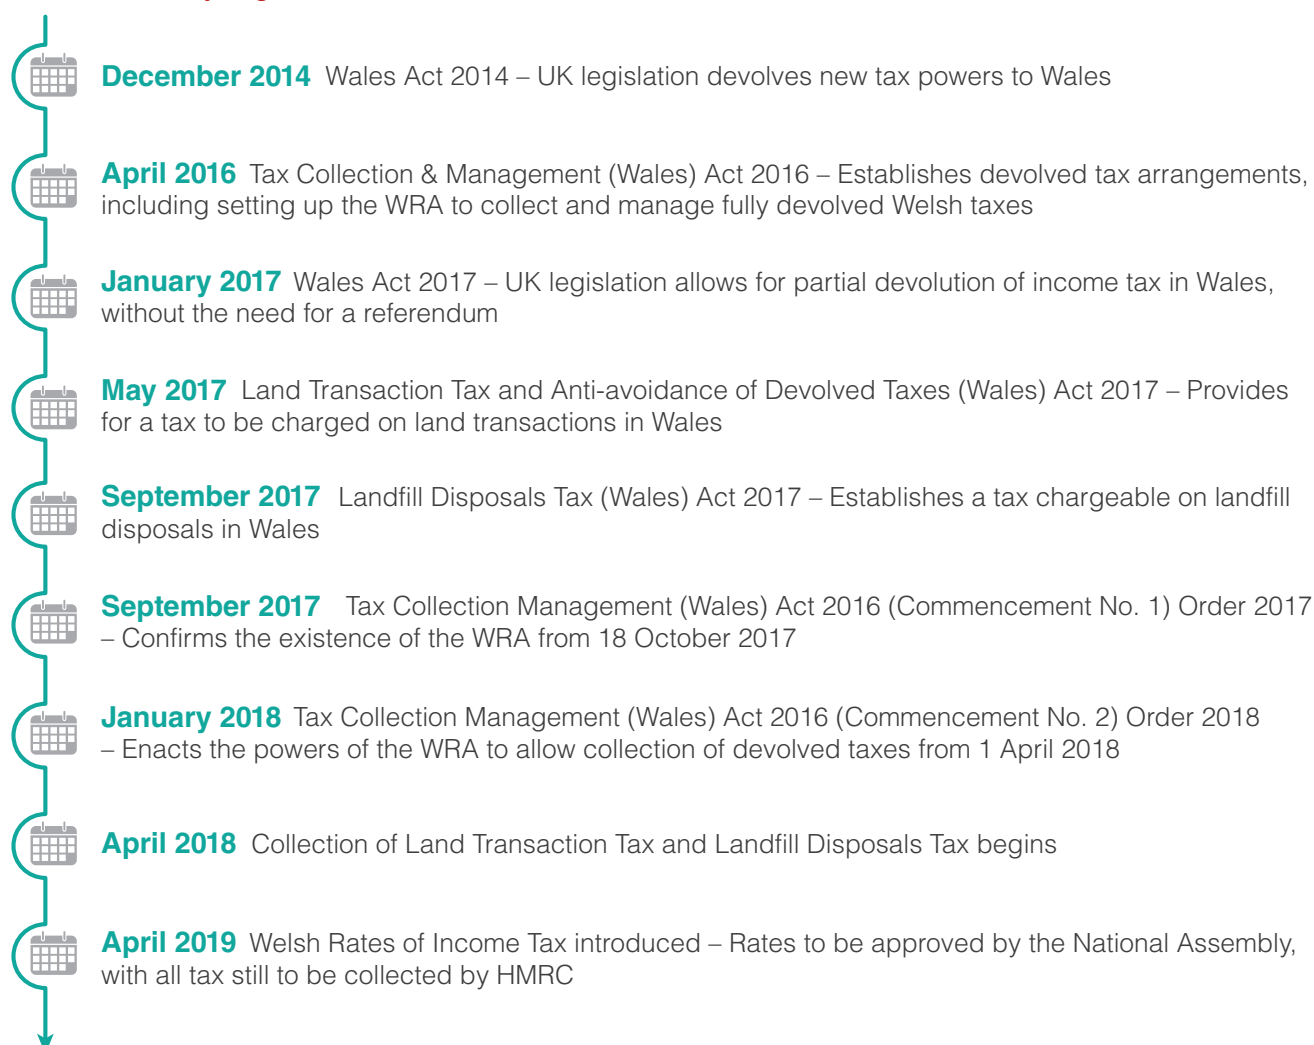 December 2014 Wales Act 2014 – UK legislation devolves new tax powers to Wales
April 2016 Tax Collection & Management (Wales) Act 2016 – Establishes devolved tax arrangements,
including setting up the WRA to collect and manage fully devolved Welsh taxes
January 2017 Wales Act 2017 – UK legislation allows for partial devolution of income tax in Wales,
without the need for a referendum
May 2017 Land Transaction Tax and Anti-avoidance of Devolved Taxes (Wales) Act 2017 – Provides
for a tax to be charged on land transactions in Wales
September 2017 Landfill Disposals Tax (Wales) Act 2017 – Establishes a tax chargeable on landfill
disposals in Wales
September 2017 Tax Collection Management (Wales) Act 2016 (Commencement No. 1) Order 2017
– Confirms the existence of the WRA from 18 October 2017
January 2018 Tax Collection Management (Wales) Act 2016 (Commencement No. 2) Order 2018
– Enacts the powers of the WRA to allow collection of devolved taxes from 1 April 2018
April 2018 Collection of Land Transaction Tax and Landfill Disposals Tax begins
April 2019 Welsh Rates of Income Tax introduced – Rates to be approved by the National Assembly,
with all tax still to be collected by HMRC